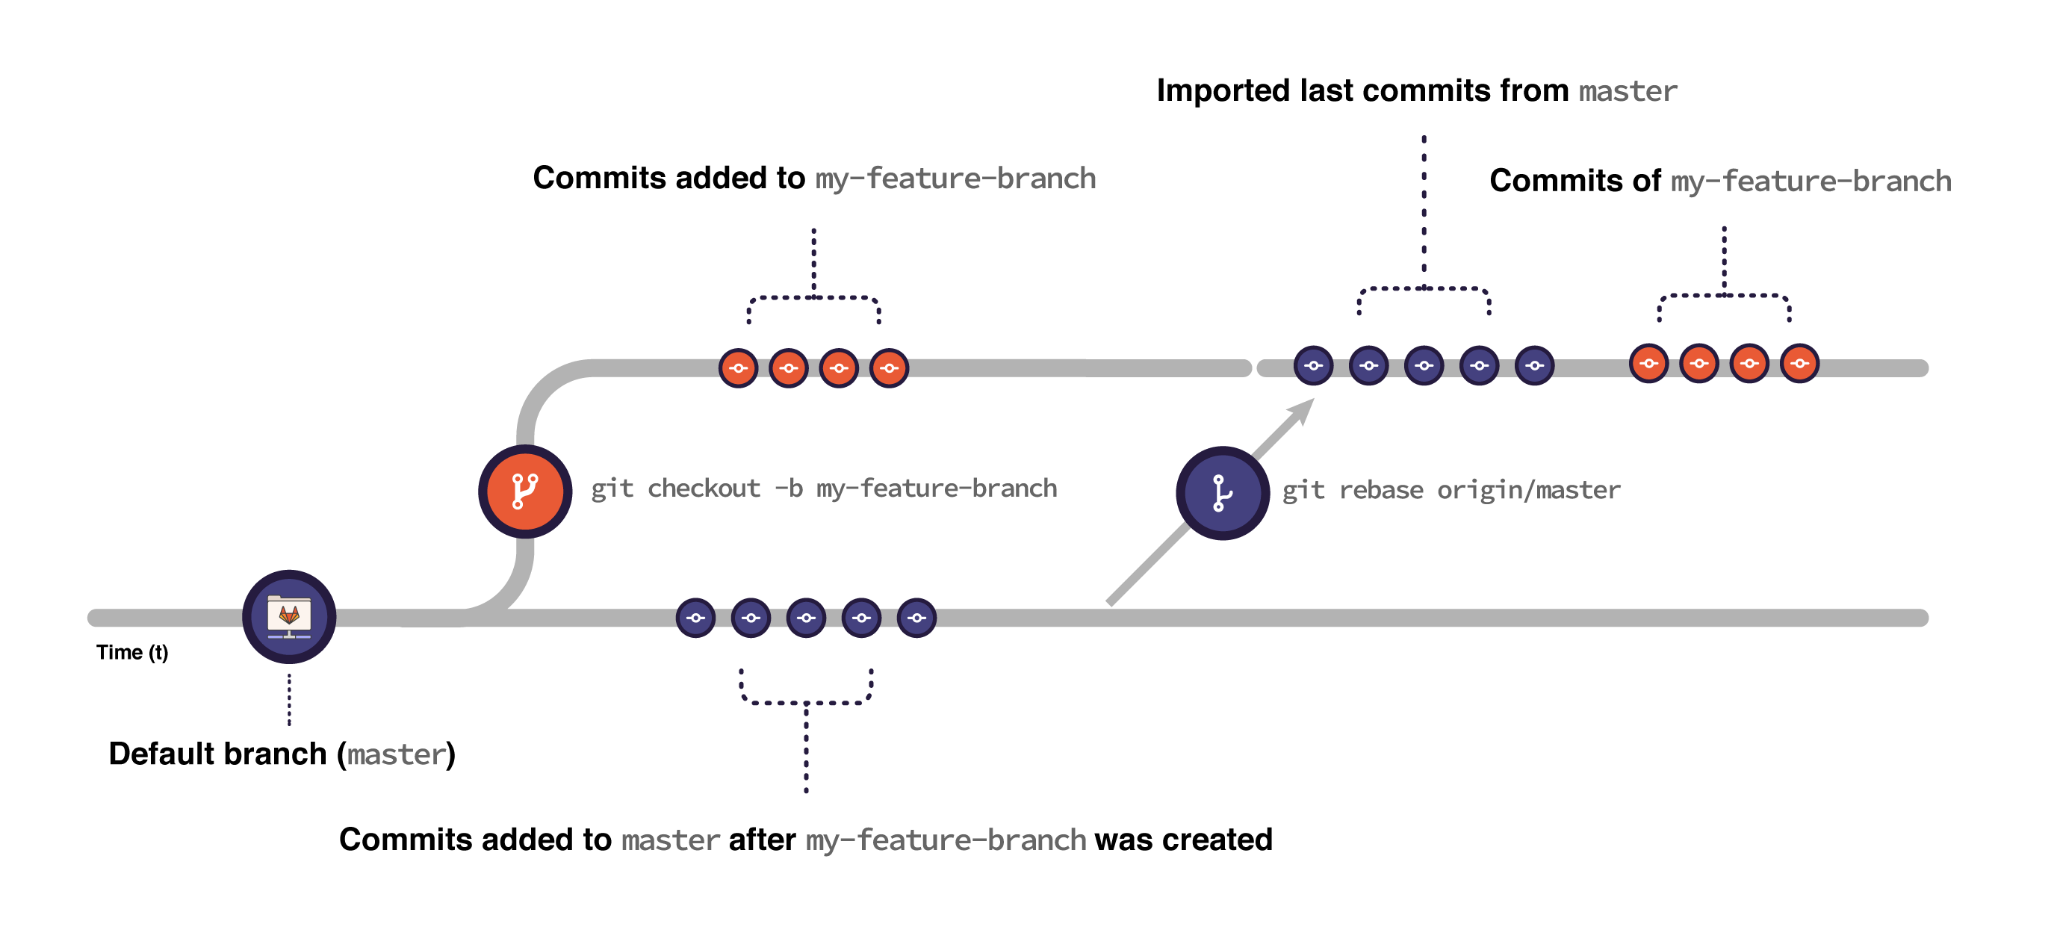 Imported last commits from master
Commits added to my-feature-branch
Commits of my-feature-branch
git checkout -b my-feature-branch
git rebase origin/master
Time (t)
Default branch (master)
Commits added to master after my-feature-branch was created